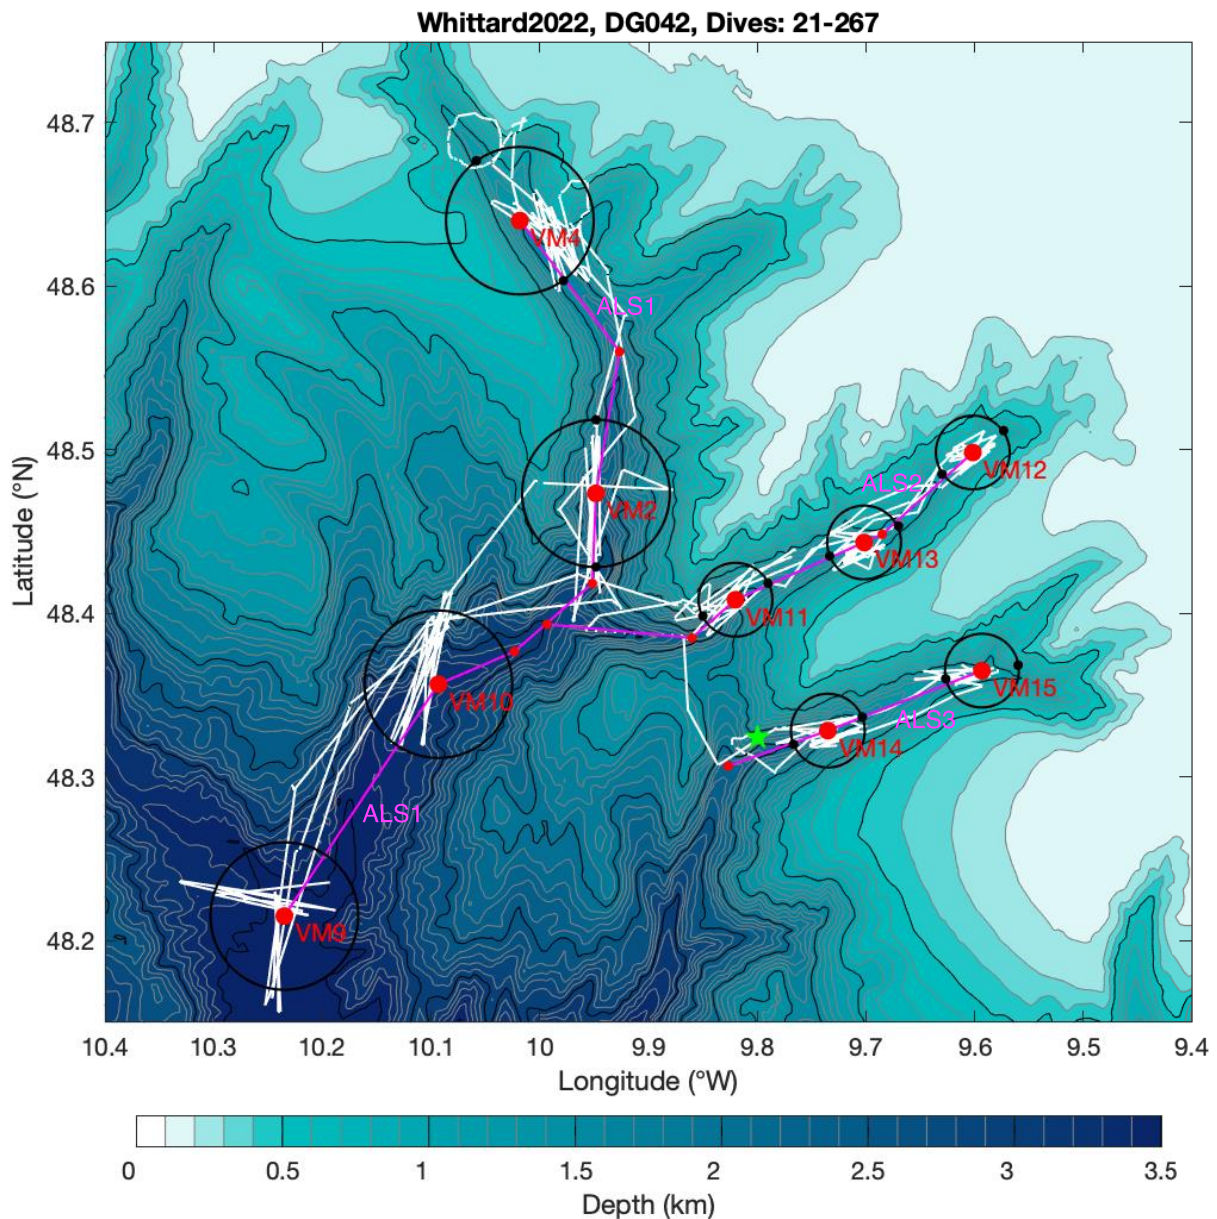 Whittard2022, DG042, Dives: 21-267
48.7
48.6
48.5
48.4
48.3
48.2
Latitude (°N)
VM4
ALS1
VM2
VM12
ALS2
VM13
VM11
VM10
VM15
ALS3
VM14
ALS1
VM9
10.4
10.3
10.2
10.1
10
9.9
9.8
9.7
9.6
9.5
9.4
Longitude (°W)
0
0.5
1
1.5
2
2.5
3
3.5
Depth (km)